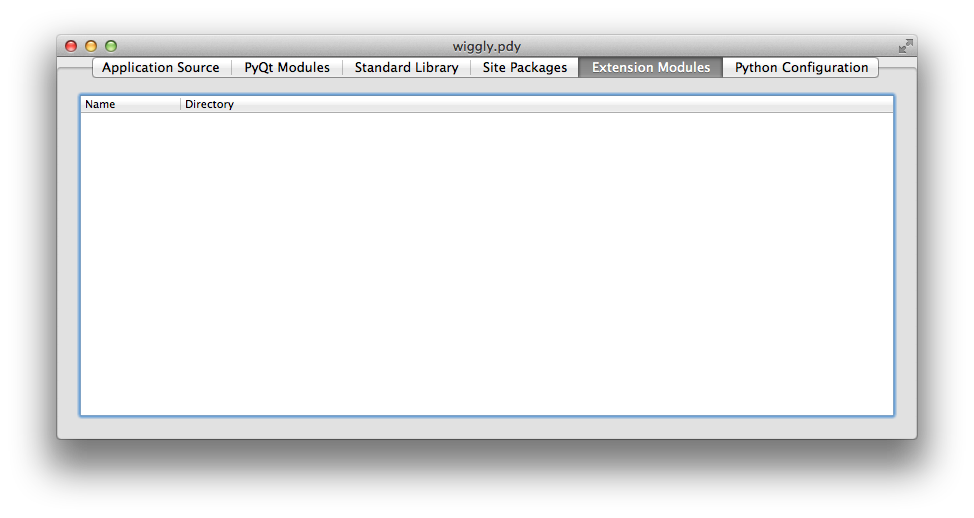 wiggly.pdy
Application Source PyQt Modules Standard Library Site Packages Extension Modules Python Configuration
Name Directory